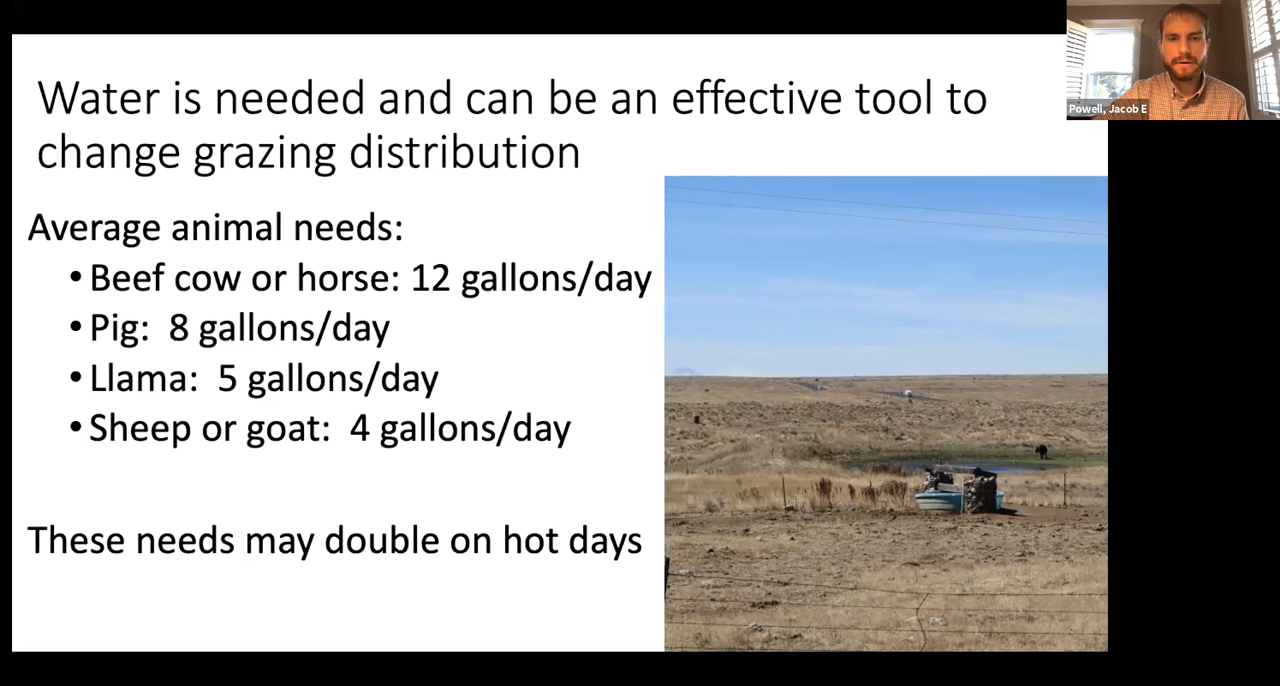 Water is needed and can be an effective tool to
change grazing distribution
Average animal needs:
• Beef cow or horse: 12 gallons/day
• Pig:  8 gallons/day
• Llama:  5 gallons/day
• Sheep or goat:  4 gallons/day
These needs may double on hot days
Powell, Jacob E